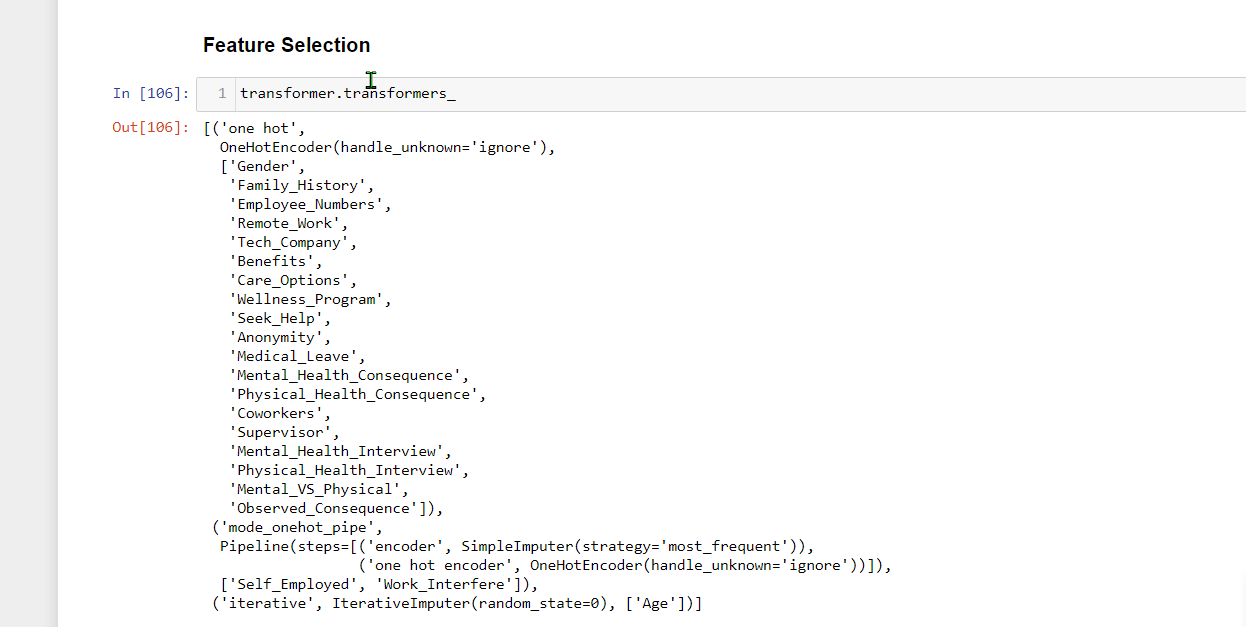 Feature Selection
In [106]: 1 transformer.transformers_
Out[106]: [('one hot',
OneHotEncoder(handle_unknown='ignore'),
['Gender',
'Family_History',
'Employee_Numbers',
'Remote_Work',
'Tech_Company',
'Benefits',
'Care_Options',
'Wellness_Program',
'Seek_Help',
'Anonymity',
'Medical_Leave',
'Mental_Health_Consequence',
'Physical_Health_Consequence',
'Coworkers',
'Supervisor',
'Mental_Health_Interview',
'Physical_Health_Interview',
'Mental_VS_Physical',
'Observed_Consequence']),
('mode_onehot_pipe',
Pipeline(steps=[('encoder', SimpleImputer(strategy='most_frequent')),
('one hot encoder', OneHotEncoder(handle_unknown='ignore'))]),
['Self_Employed', 'Work_Interfere']),
('iterative', IterativeImputer(random_state=0), ['Age'])]